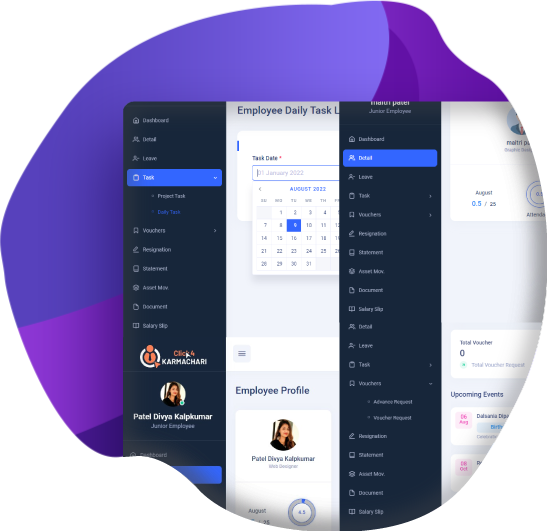 Dashboard
Detail
Leave
Task
Project Task
Daily Task
Vouchers
Resignation
Statement
Asset Mov.
Document
Salary Slip
Click4
KARMACHARI
Patel Divya Kalpkumar
Junior Employee
Dashboard
Employee Daily Task L
Task Date *
01 January 2022
AUGUST 2022
SU MO TU WE TH FR
1 2 3 4
7 8 9 10 11
14 15 16 17 18 19
21 22 23 24 25 26
28 29 30 31
Employee Profile
Patel Divya Kalpkumar
Web Designer
August
/ 25
4.5
maitri patel
Junior Employee
Dashboard
Detail
Leave
Task
Vouchers
Resignation
Statement
Asset Mov.
Document
Salary Slip
Detail
Leave
Task
Vouchers
Advance Request
Voucher Request
Resignation
Statement
Asset Mov.
Document
Salary Slip
maitri p
August
0.5 / 25
0.5
Attenda
Total Voucher
0
Total Voucher Request
Upcoming Events
06
Aug
Dalsania Dipa
Birth
08
Oct